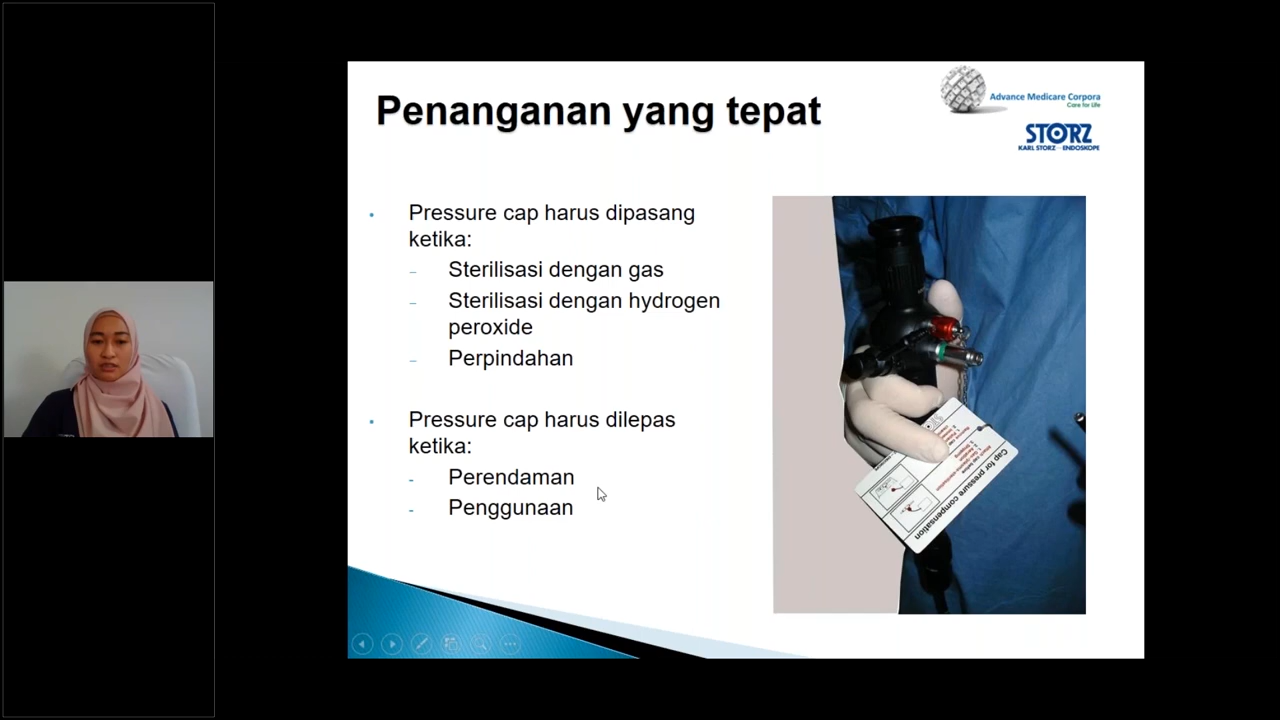 Penanganan yang tepat
Advance Medicare Corpora
Care for Life
STORZ
KARL STORZ - ENDOSKOPE
• Pressure cap harus dipasang
ketika:
– Sterilisasi dengan gas
– Sterilisasi dengan hydrogen
peroxide
– Perpindahan
• Pressure cap harus dilepas
ketika:
- Perendaman
- Penggunaan
Cap for pressure compensation